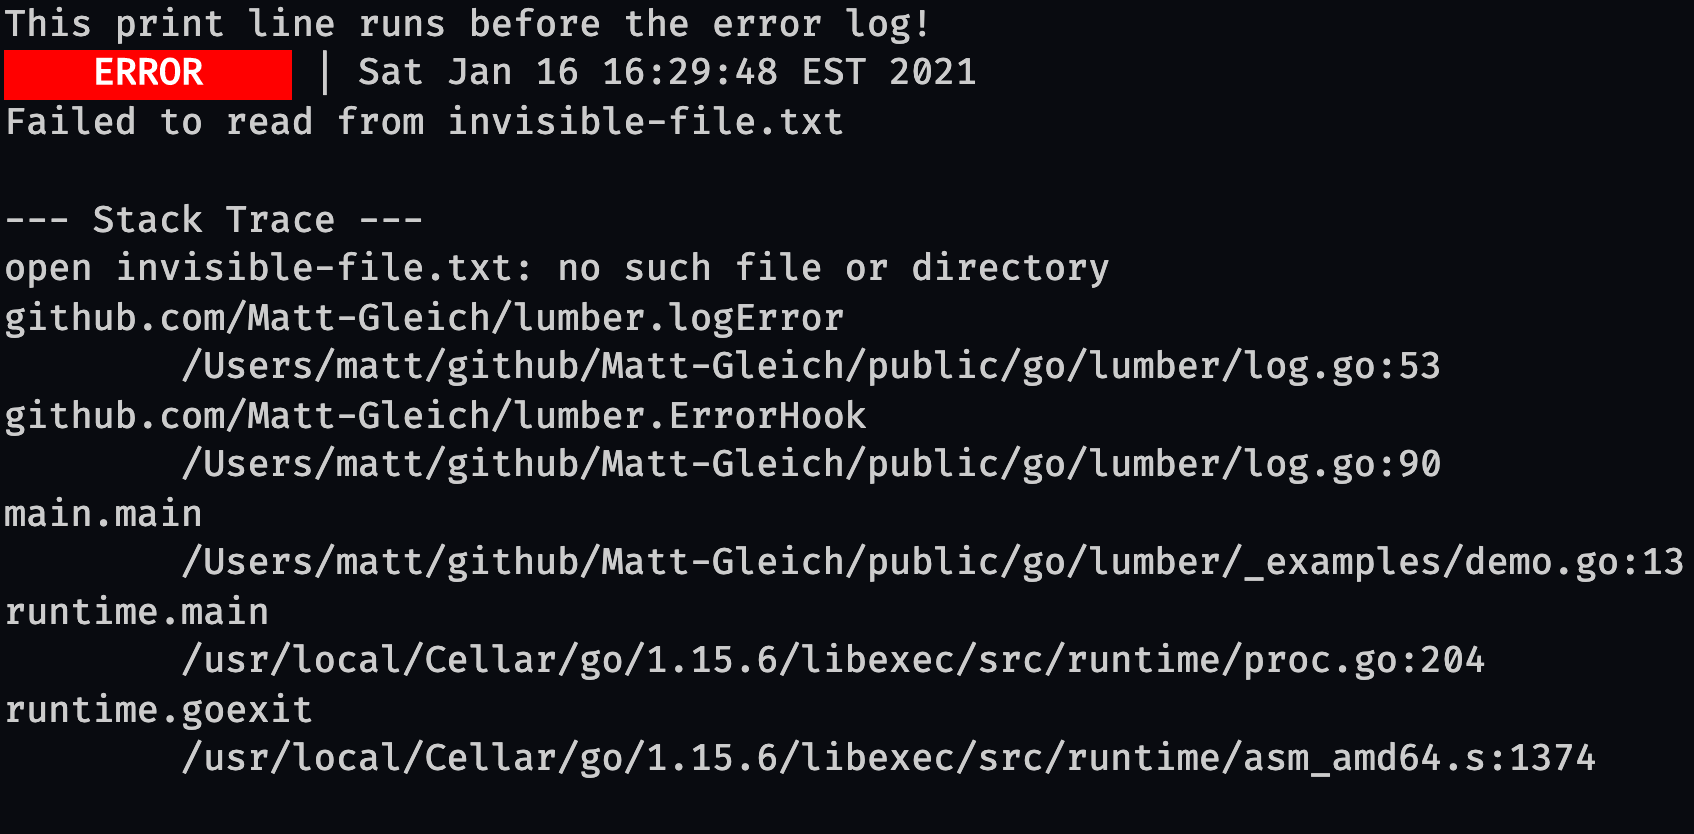 This print line runs before the error log!
ERROR | Sat Jan 16 16:29:48 EST 2021
Failed to read from invisible-file.txt
--- Stack Trace ---
open invisible-file.txt: no such file or directory
github.com/Matt-Gleich/lumber.logError
/Users/matt/github/Matt-Gleich/public/go/lumber/log.go:53
github.com/Matt-Gleich/lumber.ErrorHook
/Users/matt/github/Matt-Gleich/public/go/lumber/log.go:90
main.main
/Users/matt/github/Matt-Gleich/public/go/lumber/_examples/demo.go:13
runtime.main
/usr/local/Cellar/go/1.15.6/libexec/src/runtime/proc.go:204
runtime.goexit
/usr/local/Cellar/go/1.15.6/libexec/src/runtime/asm_amd64.s:1374